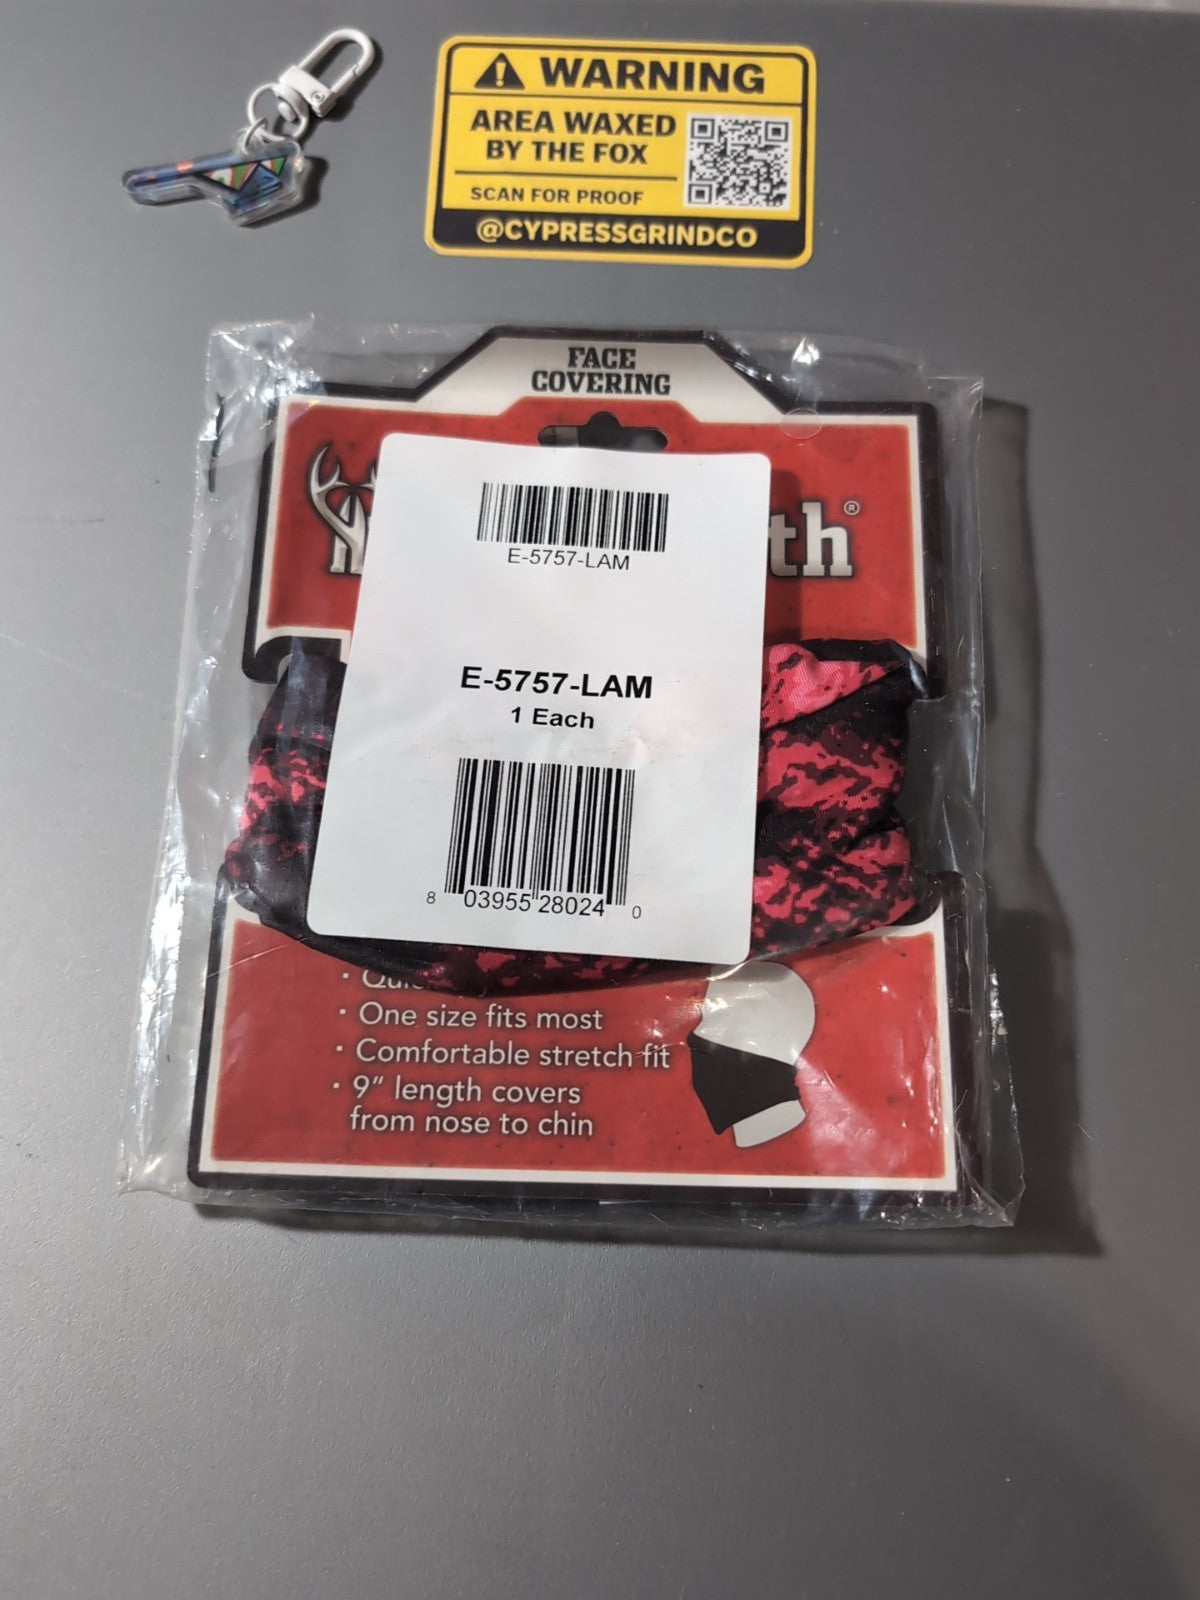 WARNING
AREA WAXED
BY THE FOX
SCAN FOR PROOF
@CYPRESSGRINDCO
FACE
COVERING
th®
E-5757-LAM
E-5757-LAM
1 Each
8 03955 28024 0
· One size fits most
· Comfortable stretch fit
· 9” length covers
from nose to chin